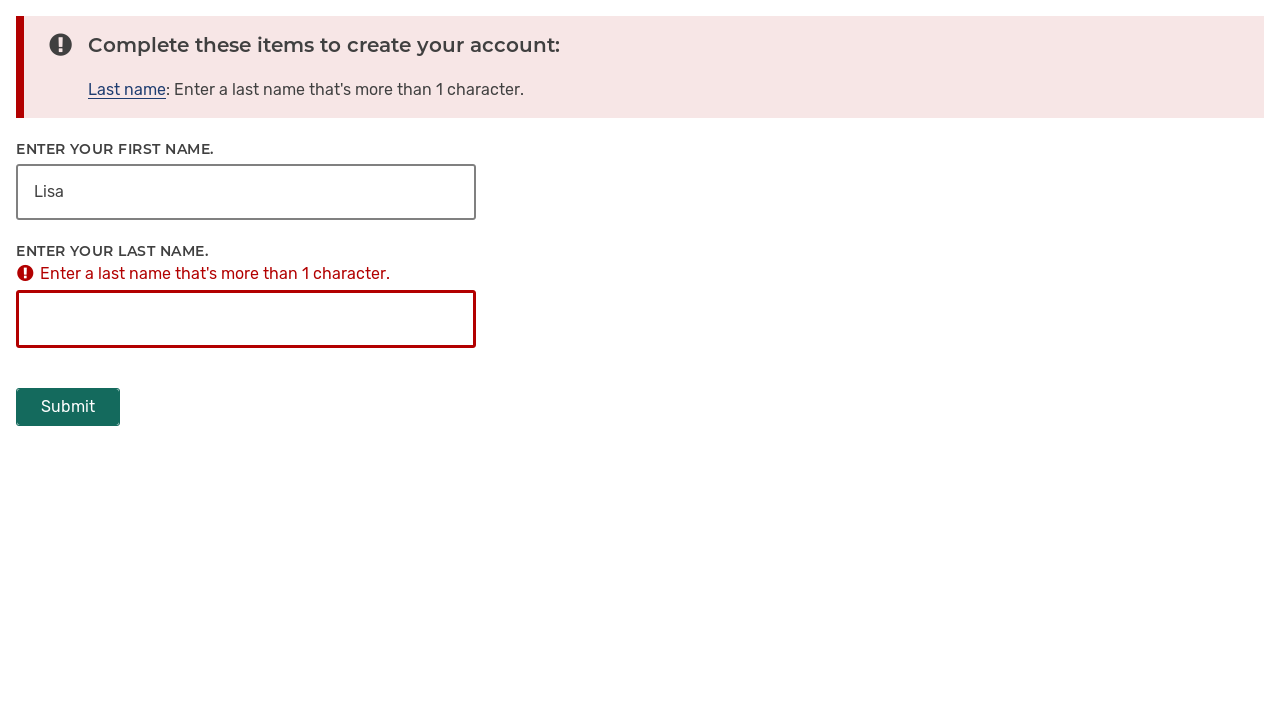 Complete these items to create your account:
Last name: Enter a last name that's more than 1 character.
ENTER YOUR FIRST NAME.
Lisa
ENTER YOUR LAST NAME.
Enter a last name that's more than 1 character.
Submit